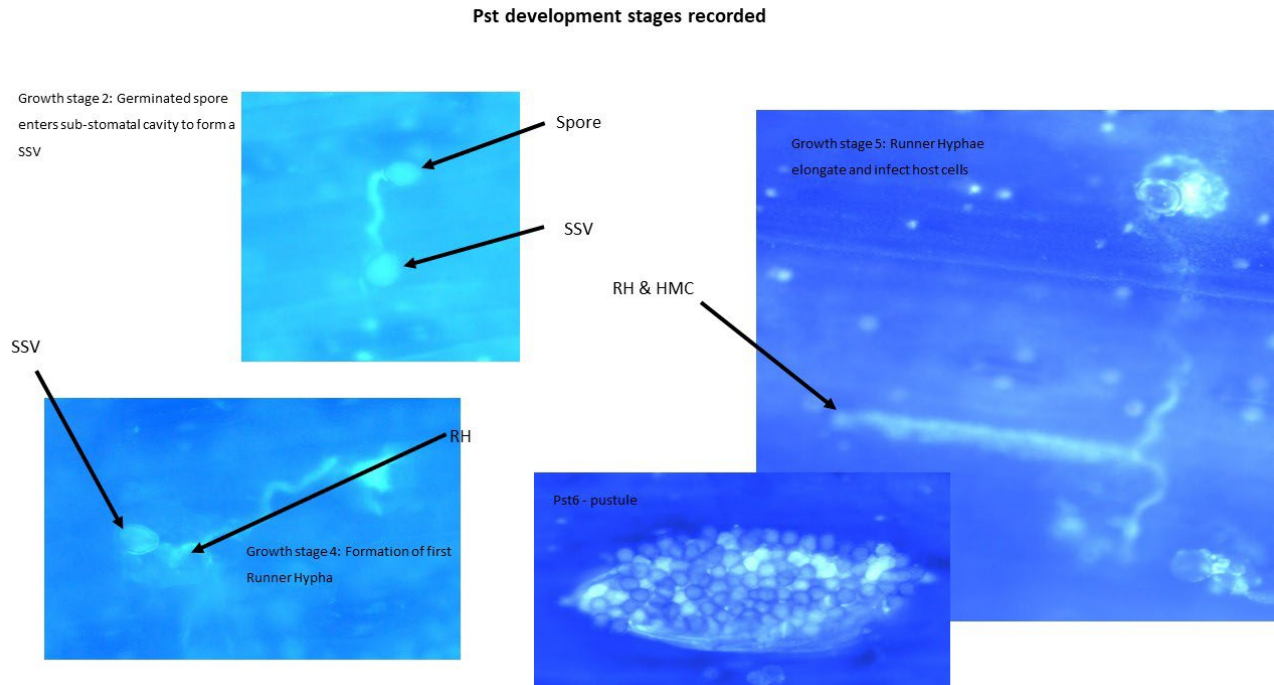 Pst development stages recorded
Growth stage 2: Germinated spore
enters sub-stomatal cavity to form a
SSV
Spore
SSV
Growth stage 5: Runner Hyphae
elongate and infect host cells
RH & HMC
SSV
RH
Growth stage 4: Formation of first
Runner Hypha
Pst6 - pustule